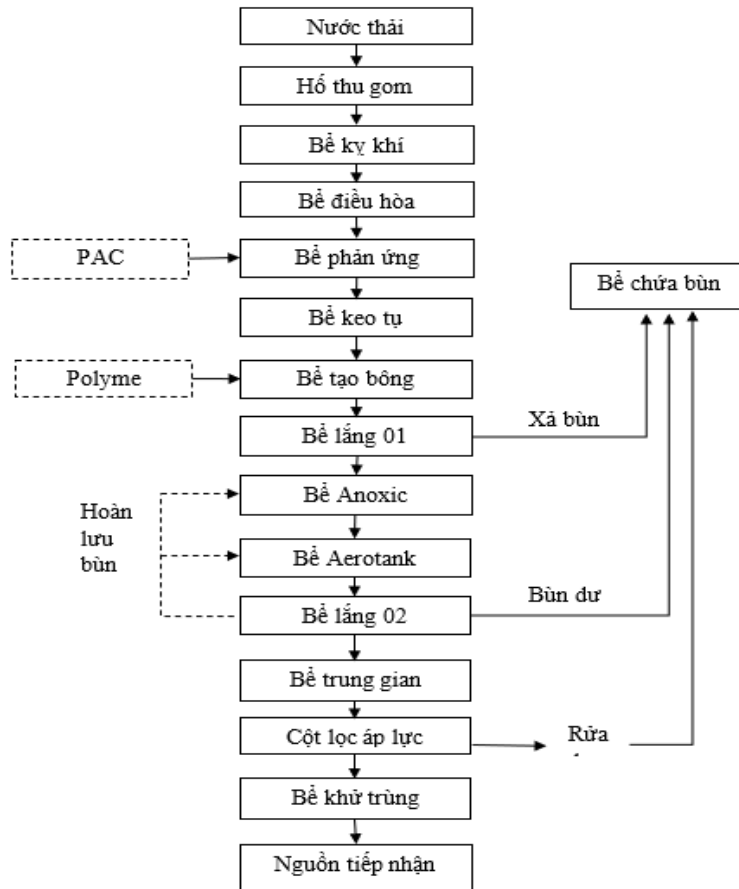 Nước thải
Hố thu gom
Bể kỵ khí
Bể điều hòa
PAC
Bể phản ứng
Bể chứa bùn
Bể keo tụ
Polyme
Bể tạo bông
Bể lắng 01
Xả bùn
Bể Anoxic
Hoàn
lưu
bùn
Bể Aerotank
Bể lắng 02
Bùn dư
Bể trung gian
Cột lọc áp lực
Rửa
Bể khử trùng
Nguồn tiếp nhận